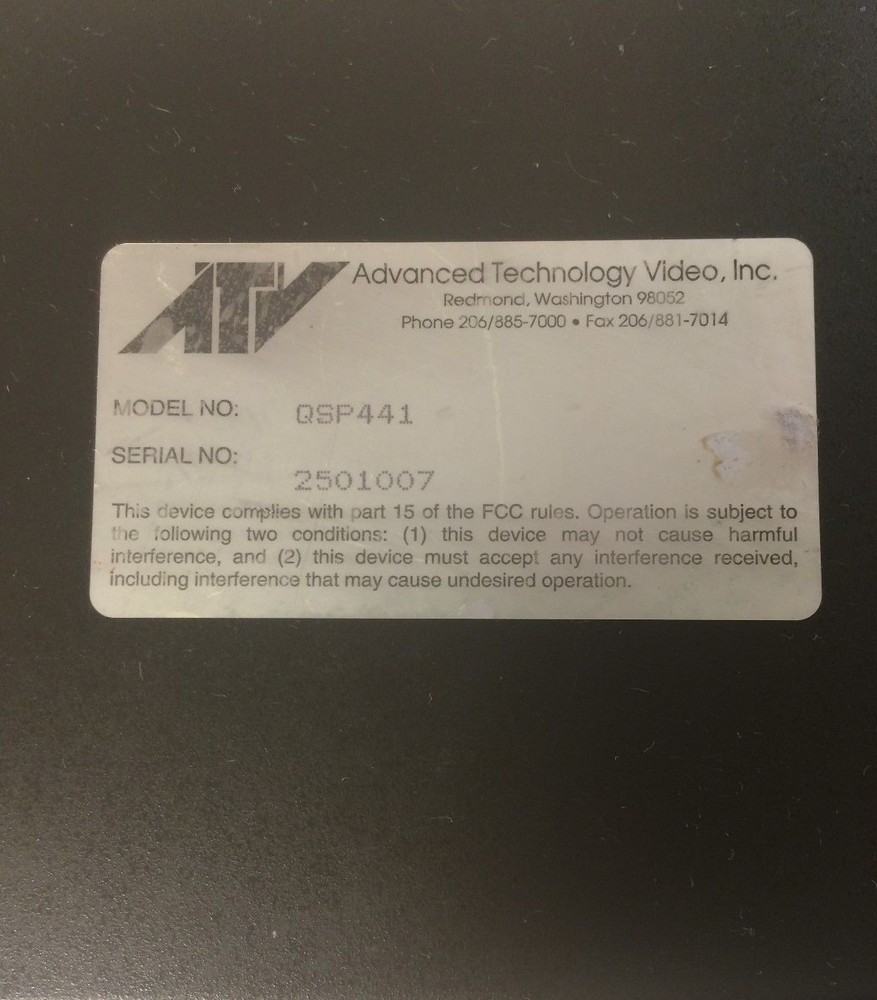 ATV Advanced Technology Video, Inc.
Redmond, Washington 98052
Phone 206/885-7000 • Fax 206/881-7014
MODEL NO: QSP441
SERIAL NO: 2501007
This device complies with part 15 of the FCC rules. Operation is subject to
the following two conditions: (1) this device may not cause harmful
interference, and (2) this device must accept any interference received,
including interference that may cause undesired operation.